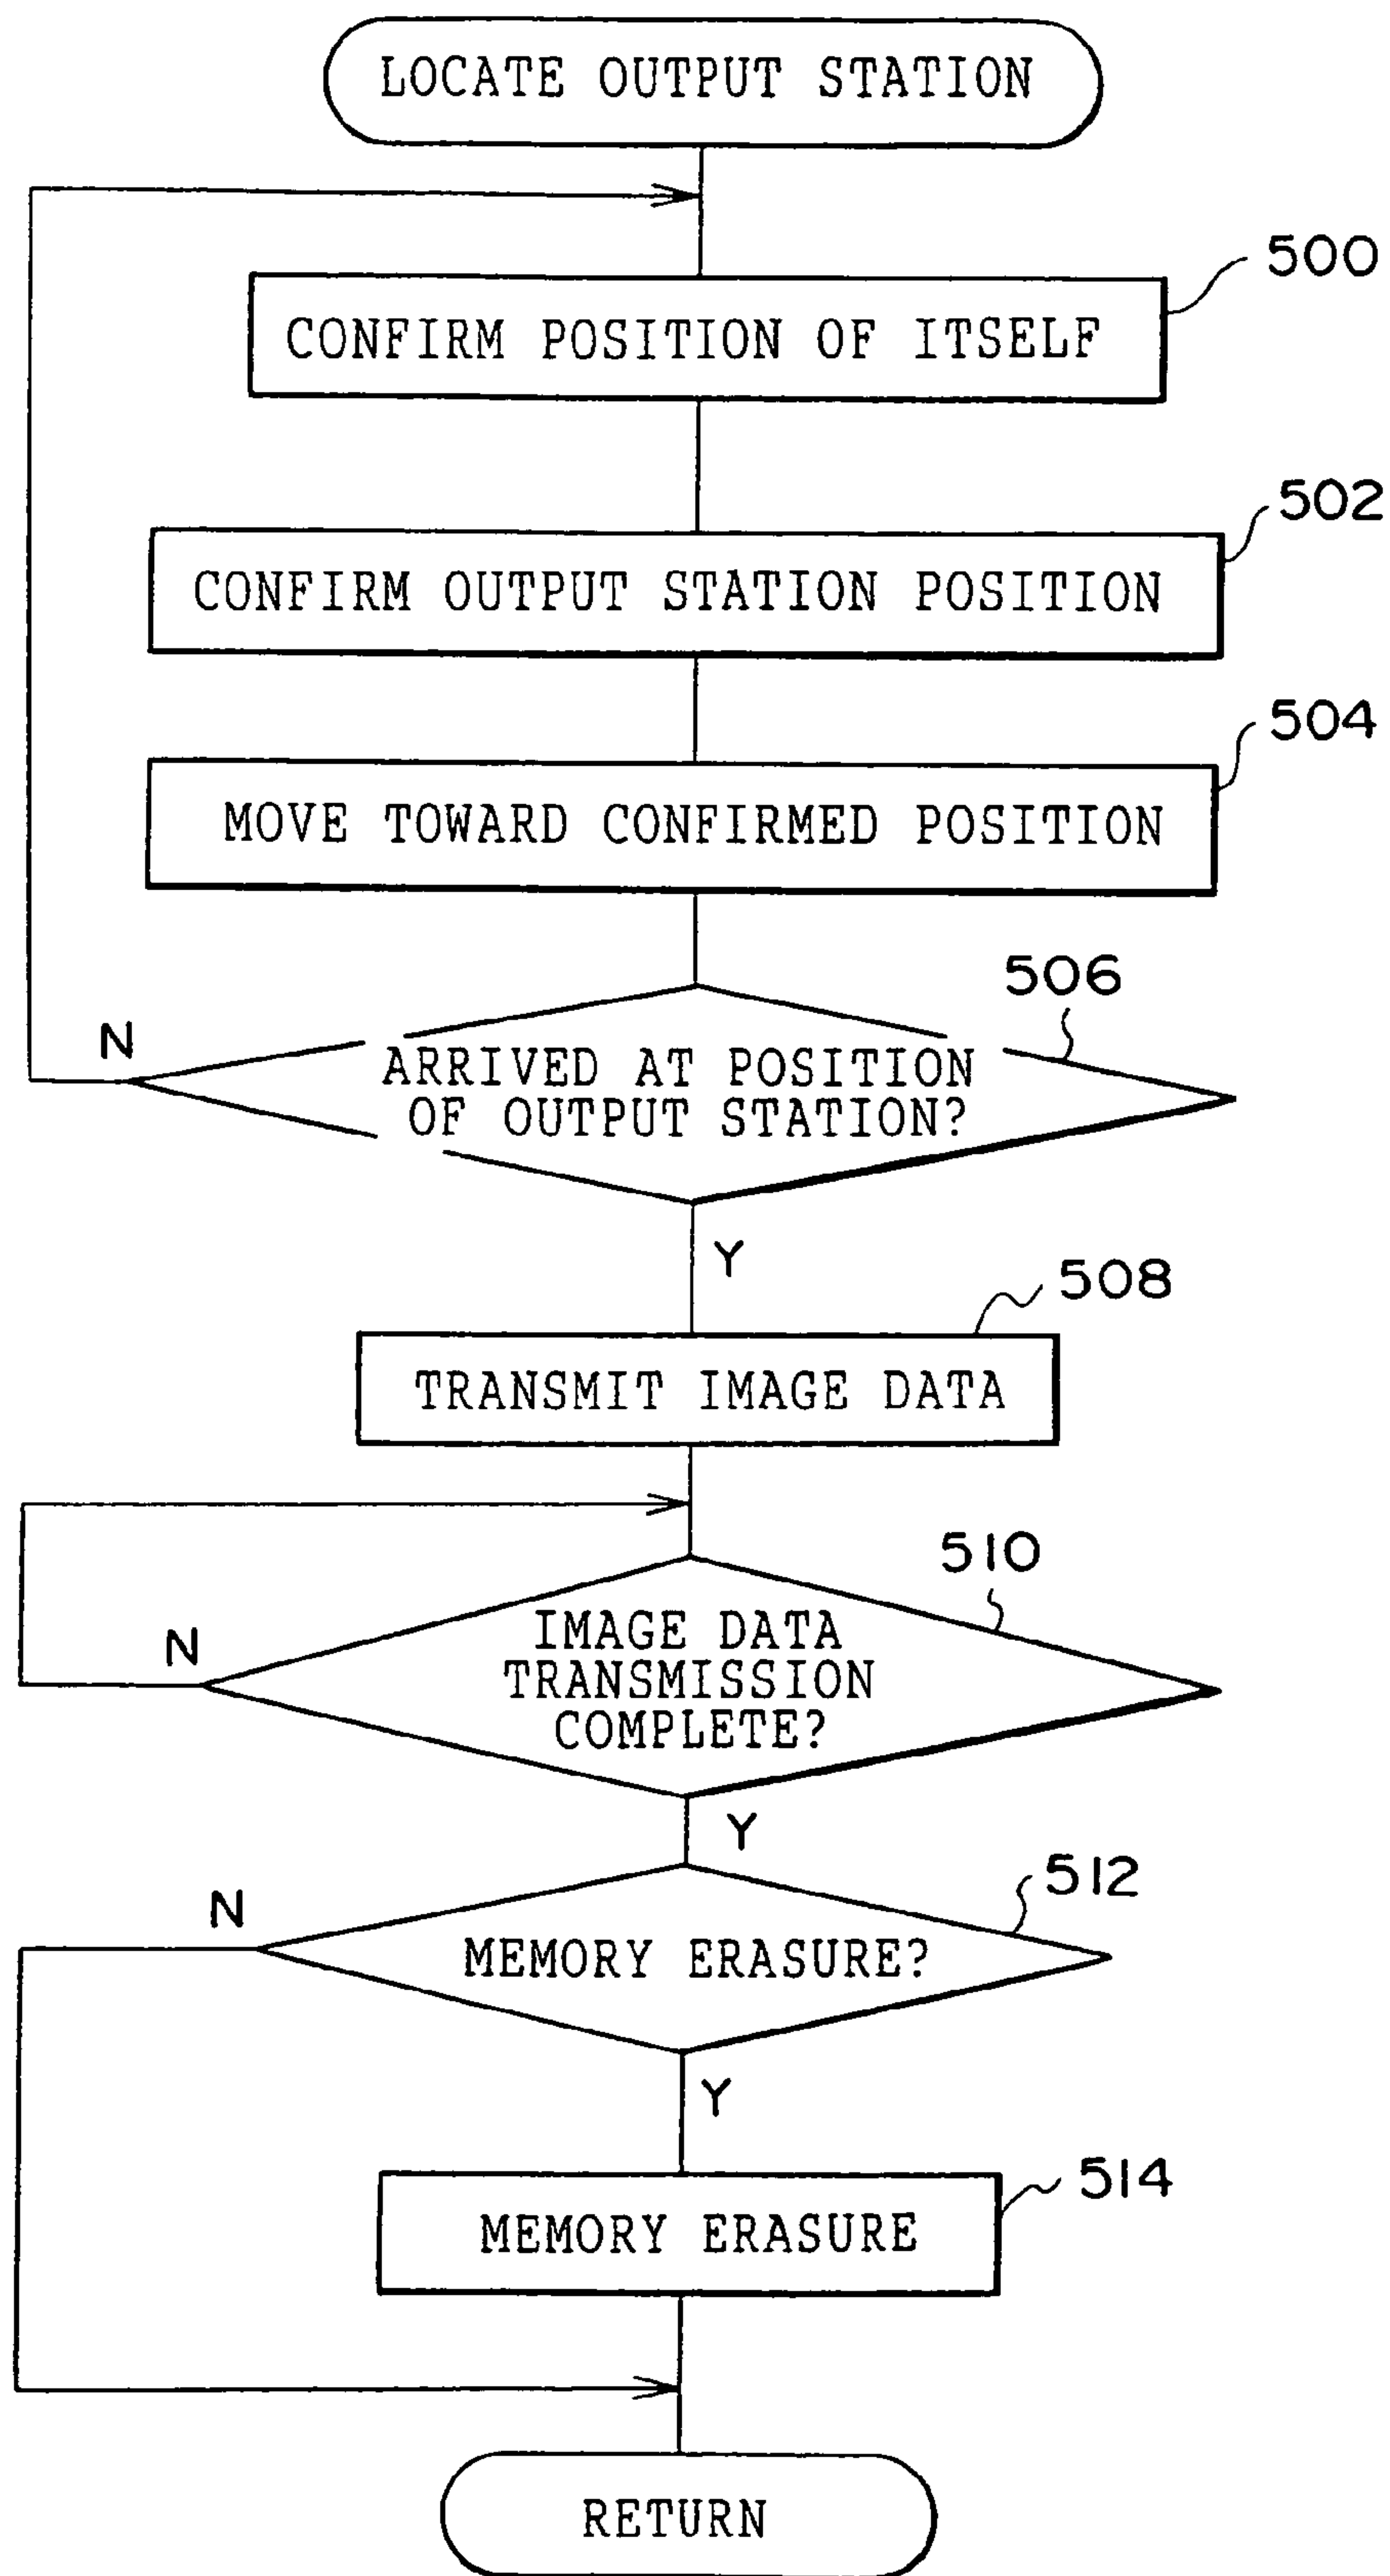 LOCATE OUTPUT STATION
500
CONFIRM POSITION OF ITSELF
502
CONFIRM OUTPUT STATION POSITION
504
MOVE TOWARD CONFIRMED POSITION
506
N
ARRIVED AT POSITION
OF OUTPUT STATION?
Y
508
TRANSMIT IMAGE DATA
510
N
IMAGE DATA
TRANSMISSION
COMPLETE?
Y
512
N
MEMORY ERASURE?
Y
514
MEMORY ERASURE
RETURN